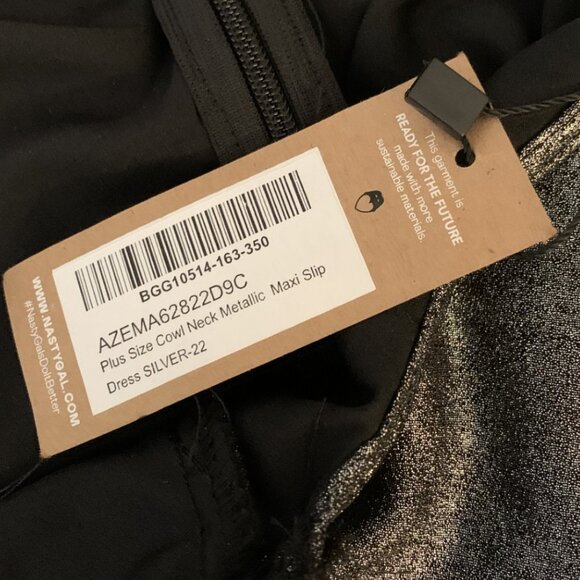 This garment is
READY FOR THE FUTURE
made with more
sustainable materials
BGG10514-163-350
AZEMA62822D9C
Plus Size Cowl Neck Metallic Maxi Slip
Dress SILVER-22
WWW.NASTYGAL.COM
#NastyGalsDoItBetter